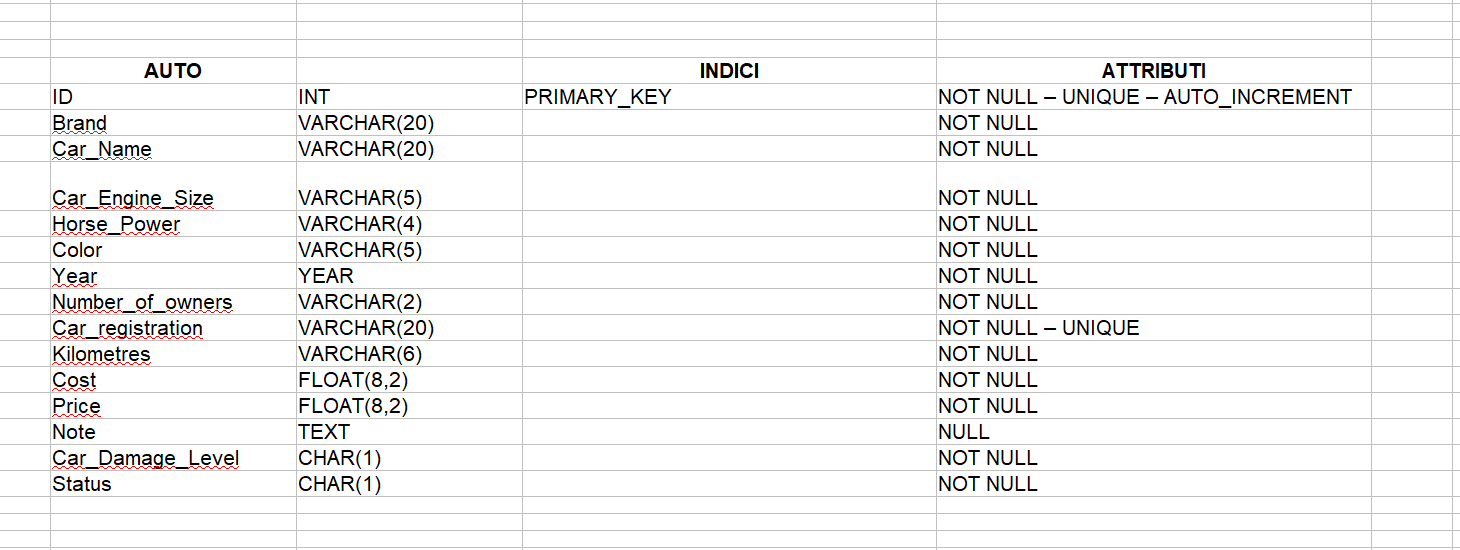 AUTO INDICI ATTRIBUTI
ID INT PRIMARY_KEY NOT NULL – UNIQUE – AUTO_INCREMENT
Brand VARCHAR(20) NOT NULL
Car_Name VARCHAR(20) NOT NULL
Car_Engine_Size VARCHAR(5) NOT NULL
Horse_Power VARCHAR(4) NOT NULL
Color VARCHAR(5) NOT NULL
Year YEAR NOT NULL
Number_of_owners VARCHAR(2) NOT NULL
Car_registration VARCHAR(20) NOT NULL – UNIQUE
Kilometres VARCHAR(6) NOT NULL
Cost FLOAT(8,2) NOT NULL
Price FLOAT(8,2) NOT NULL
Note TEXT NULL
Car_Damage_Level CHAR(1) NOT NULL
Status CHAR(1) NOT NULL